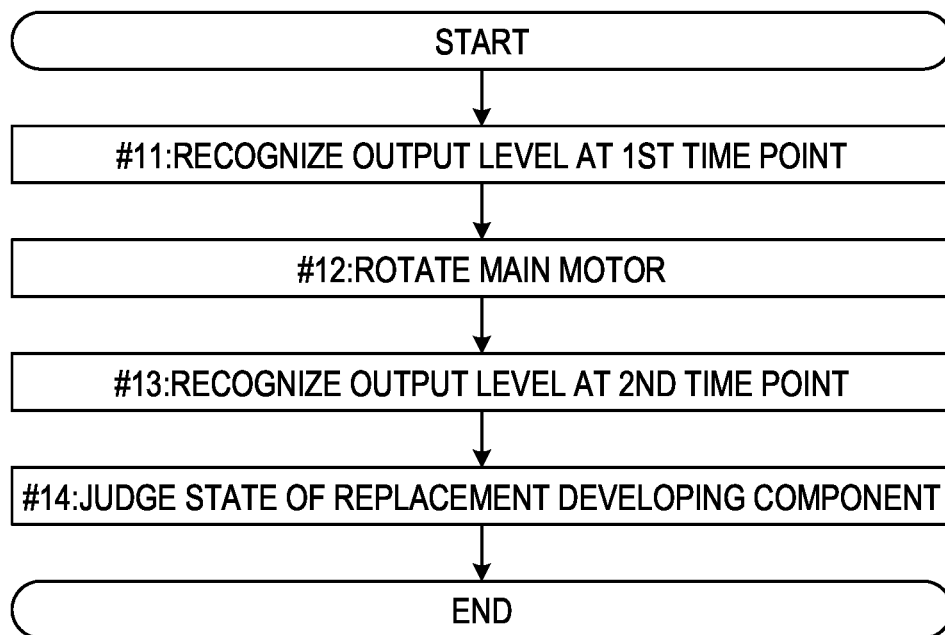 START
#11:RECOGNIZE OUTPUT LEVEL AT 1ST TIME POINT
#12:ROTATE MAIN MOTOR
#13:RECOGNIZE OUTPUT LEVEL AT 2ND TIME POINT
#14:JUDGE STATE OF REPLACEMENT DEVELOPING COMPONENT
END